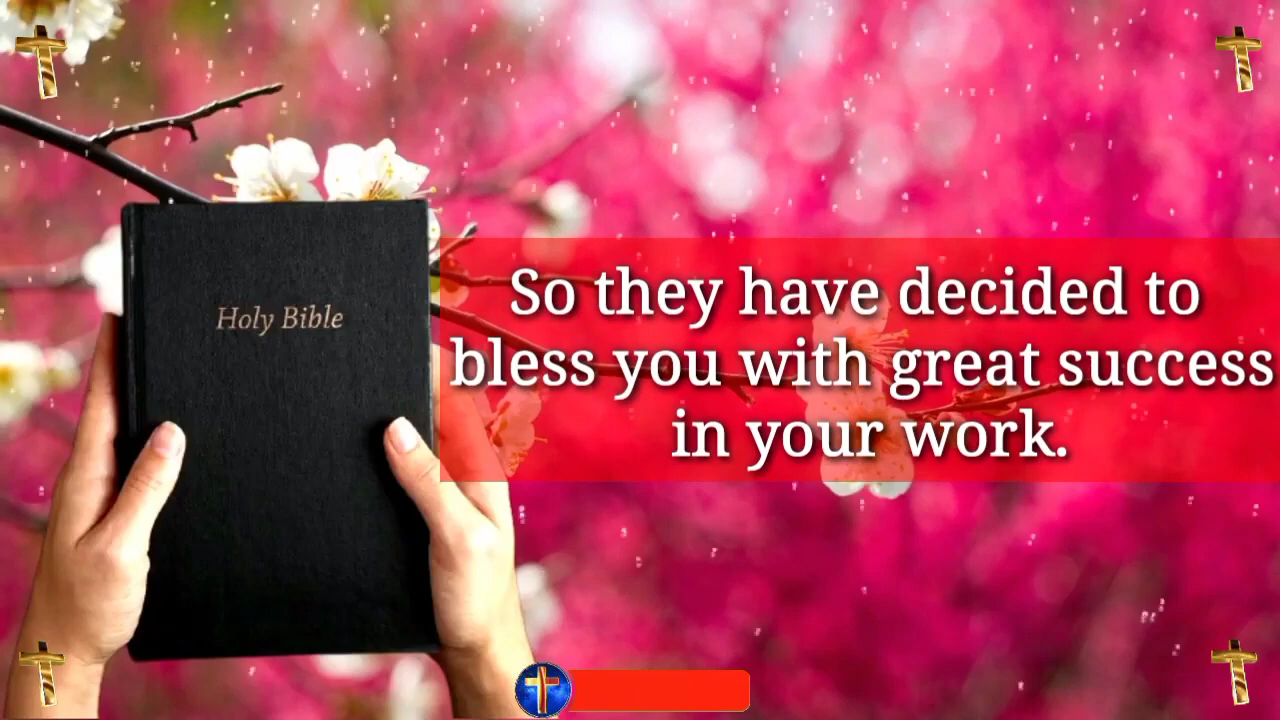 Holy Bible
So they have decided to
bless you with great success
in your work.